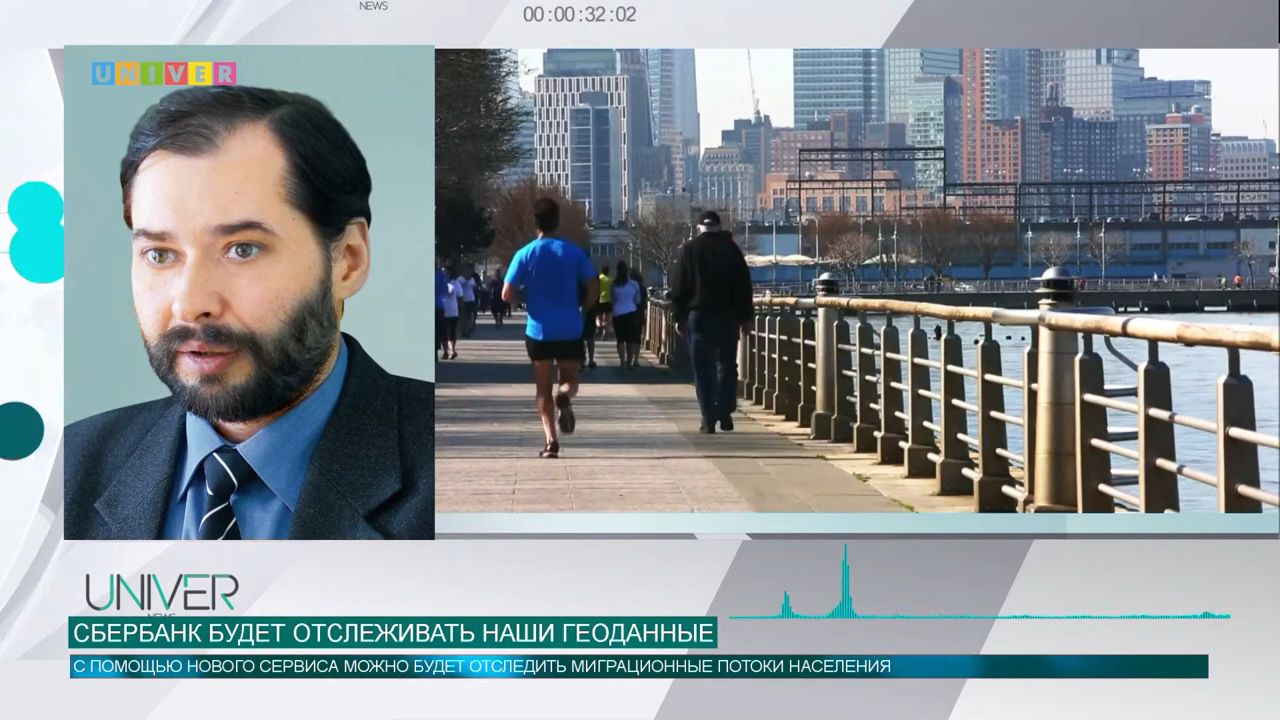 NEWS
00:00:32:02
UNIVER
UNIVER
NEWS
СБЕРБАНК БУДЕТ ОТСЛЕЖИВАТЬ НАШИ ГЕОДАННЫЕ
С ПОМОЩЬЮ НОВОГО СЕРВИСА МОЖНО БУДЕТ ОТСЛЕДИТЬ МИГРАЦИОННЫЕ ПОТОКИ НАСЕЛЕНИЯ